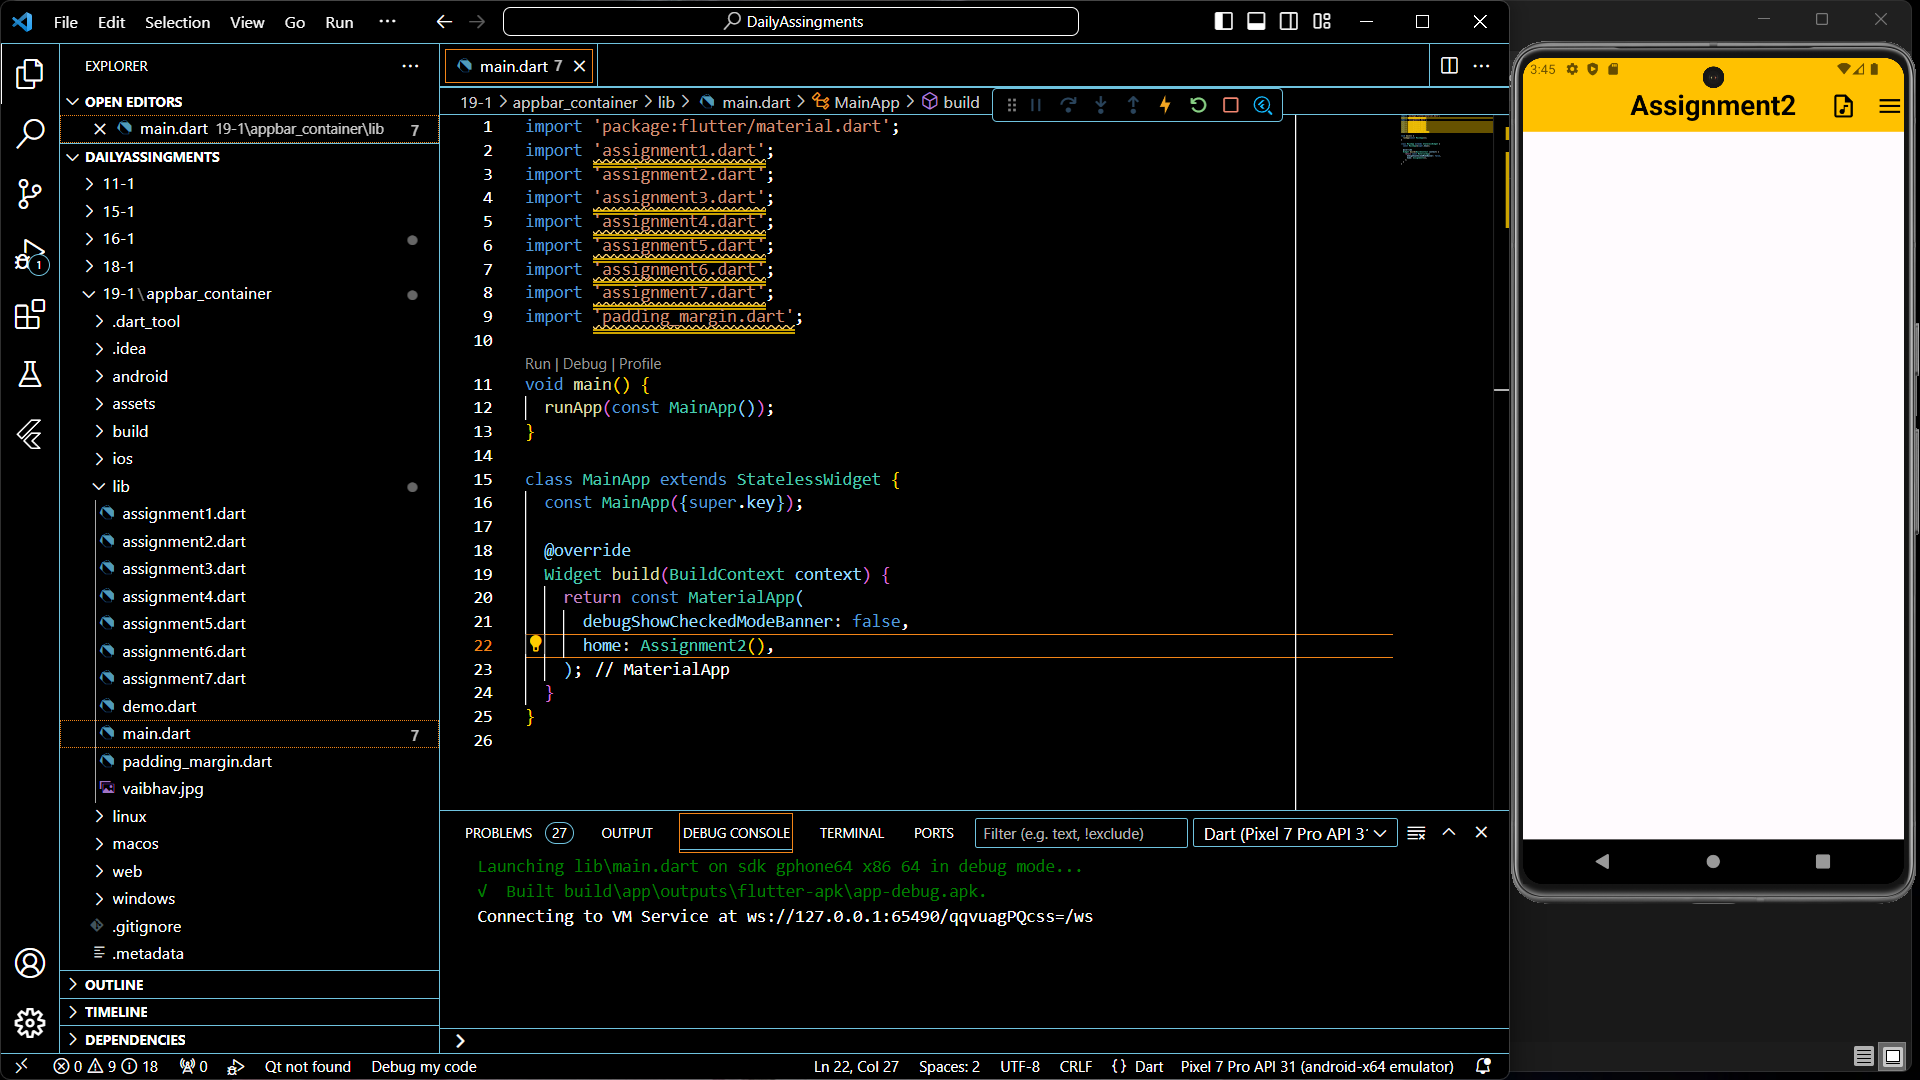 File Edit Selection View Go Run ··· DailyAssingments
EXPLORER ···
OPEN EDITORS
main.dart 19-1\appbar_container\lib 7
DAILYASSINGMENTS
11-1
15-1
16-1
18-1
19-1\appbar_container
.dart_tool
.idea
android
assets
build
ios
lib
assignment1.dart
assignment2.dart
assignment3.dart
assignment4.dart
assignment5.dart
assignment6.dart
assignment7.dart
demo.dart
main.dart 7
padding_margin.dart
vaibhav.jpg
linux
macos
web
windows
.gitignore
.metadata
OUTLINE
TIMELINE
DEPENDENCIES
main.dart 7
19-1 > appbar_container > lib > main.dart > MainApp > build
1 import 'package:flutter/material.dart';
2 import 'assignment1.dart';
3 import 'assignment2.dart';
4 import 'assignment3.dart';
5 import 'assignment4.dart';
6 import 'assignment5.dart';
7 import 'assignment6.dart';
8 import 'assignment7.dart';
9 import 'padding_margin.dart';
10
Run | Debug | Profile
11 void main() {
12 runApp(const MainApp());
13 }
14
15 class MainApp extends StatelessWidget {
16 const MainApp({super.key});
17
18 @override
19 Widget build(BuildContext context) {
20 return const MaterialApp(
21 debugShowCheckedModeBanner: false,
22 home: Assignment2(),
23 ); // MaterialApp
24 }
25 }
26
PROBLEMS 27 OUTPUT DEBUG CONSOLE TERMINAL PORTS Filter (e.g. text, !exclude) Dart (Pixel 7 Pro API 31
Launching lib\main.dart on sdk gphone64 x86 64 in debug mode...
√ Built build\app\outputs\flutter-apk\app-debug.apk.
Connecting to VM Service at ws://127.0.0.1:65490/qqvuagPQcss=/ws
0 9 18 0 Qt not found Debug my code Ln 22, Col 27 Spaces: 2 UTF-8 CRLF {} Dart Pixel 7 Pro API 31 (android-x64 emulator)
1
3:45
Assignment2